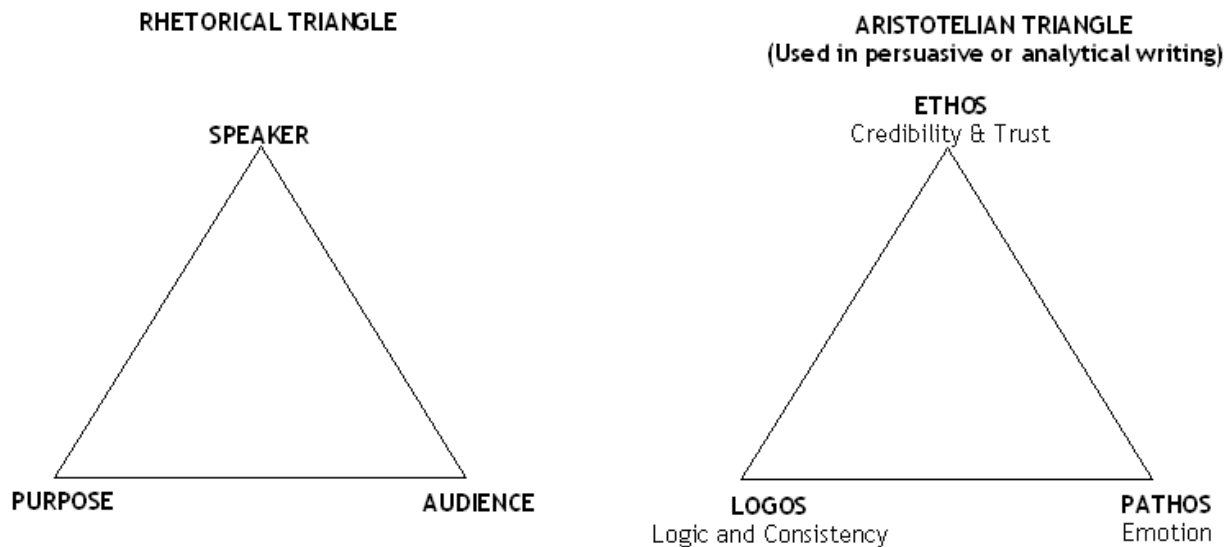 RHETORICAL TRIANGLE
SPEAKER
PURPOSE
AUDIENCE
ARISTOTELIAN TRIANGLE
(Used in persuasive or analytical writing)
ETHOS
Credibility & Trust
LOGOS
Logic and Consistency
PATHOS
Emotion